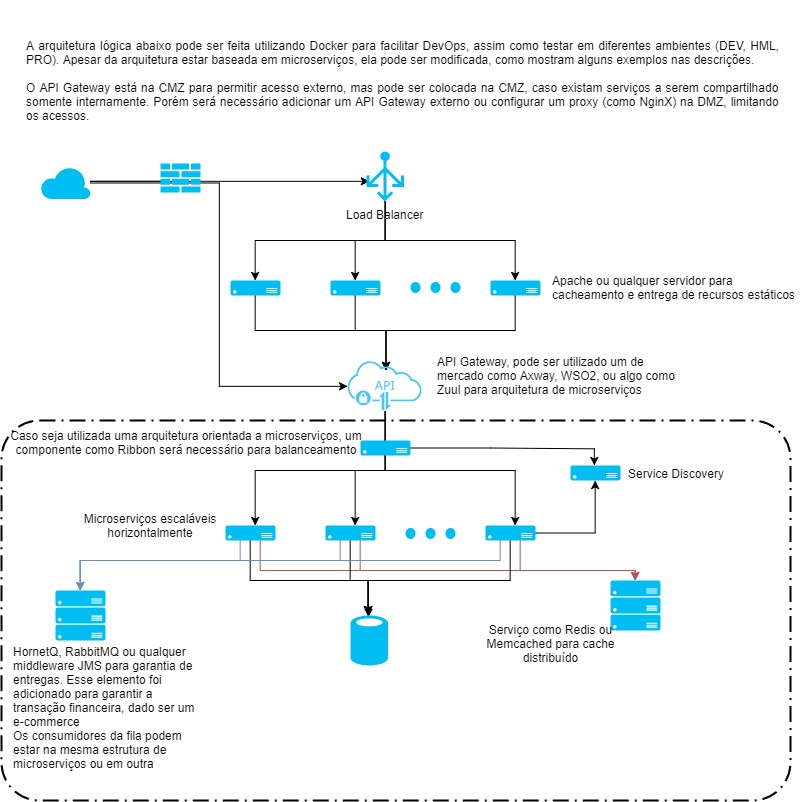 A arquitetura lógica abaixo pode ser feita utilizando Docker para facilitar DevOps, assim como testar em diferentes ambientes (DEV, HML,
PRO). Apesar da arquitetura estar baseada em microserviços, ela pode ser modificada, como mostram alguns exemplos nas descrições.
O API Gateway está na CMZ para permitir acesso externo, mas pode ser colocada na CMZ, caso existam serviços a serem compartilhado
somente internamente. Porém será necessário adicionar um API Gateway externo ou configurar um proxy (como NginX) na DMZ, limitando
os acessos.
Load Balancer
Apache ou qualquer servidor para
cacheamento e entrega de recursos estáticos
API Gateway, pode ser utilizado um de
mercado como Axway, WSO2, ou algo como
Zuul para arquitetura de microserviços
API
Caso seja utilizada uma arquitetura orientada a microserviços, um
componente como Ribbon será necessário para balanceamento
Service Discovery
Microserviços escaláveis
horizontalmente
HornetQ, RabbitMQ ou qualquer
middleware JMS para garantia de
entregas. Esse elemento foi
adicionado para garantir a
transação financeira, dado ser um
e-commerce
Os consumidores da fila podem
estar na mesma estrutura de
microserviços ou em outra
Serviço como Redis ou
Memcached para cache
distribuído